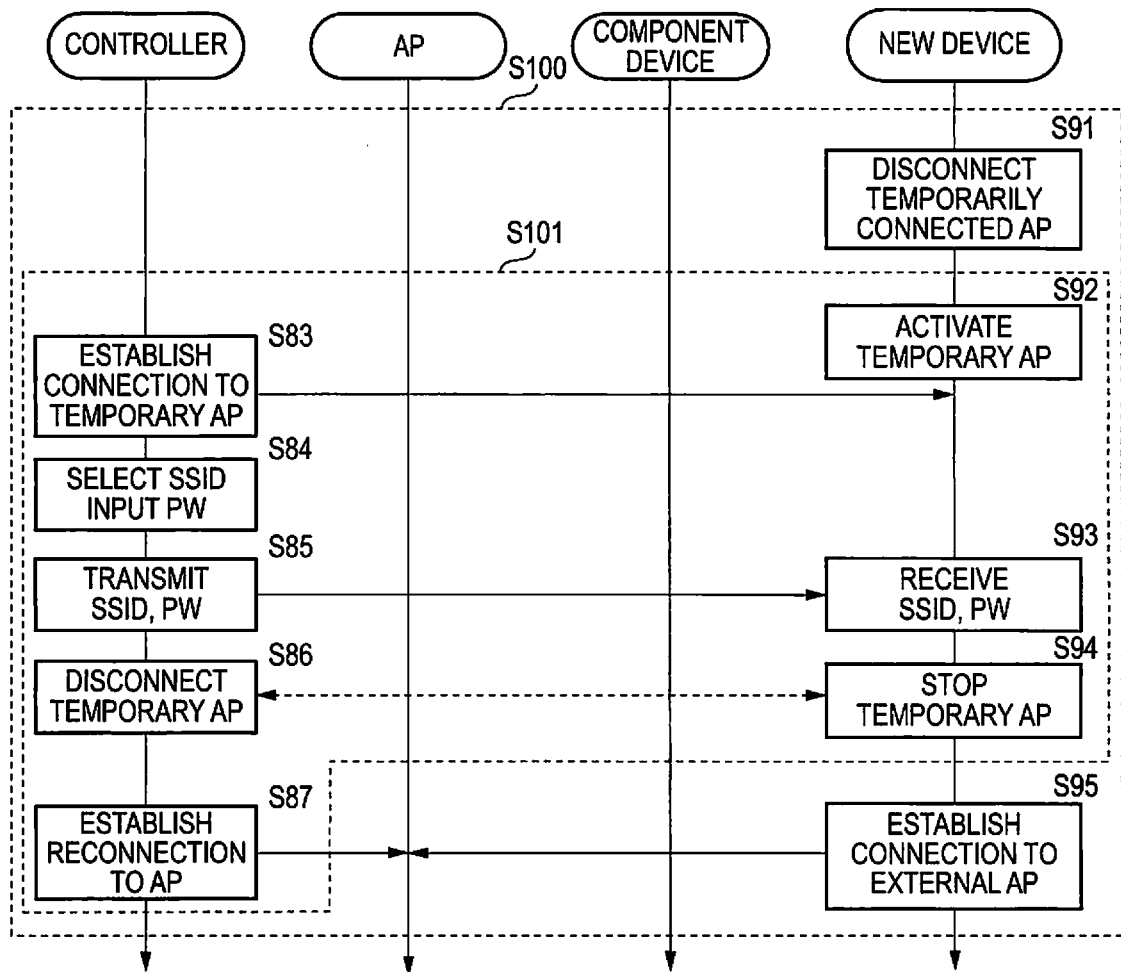 CONTROLLER
AP
COMPONENT
DEVICE
NEW DEVICE
S100
S91
DISCONNECT
TEMPORARILY
CONNECTED AP
S101
S92
ACTIVATE
TEMPORARY AP
S83
ESTABLISH
CONNECTION TO
TEMPORARY AP
S84
SELECT SSID
INPUT PW
S85
TRANSMIT
SSID, PW
S93
RECEIVE
SSID, PW
S86
DISCONNECT
TEMPORARY AP
S94
STOP
TEMPORARY AP
S87
ESTABLISH
RECONNECTION
TO AP
S95
ESTABLISH
CONNECTION TO
EXTERNAL AP